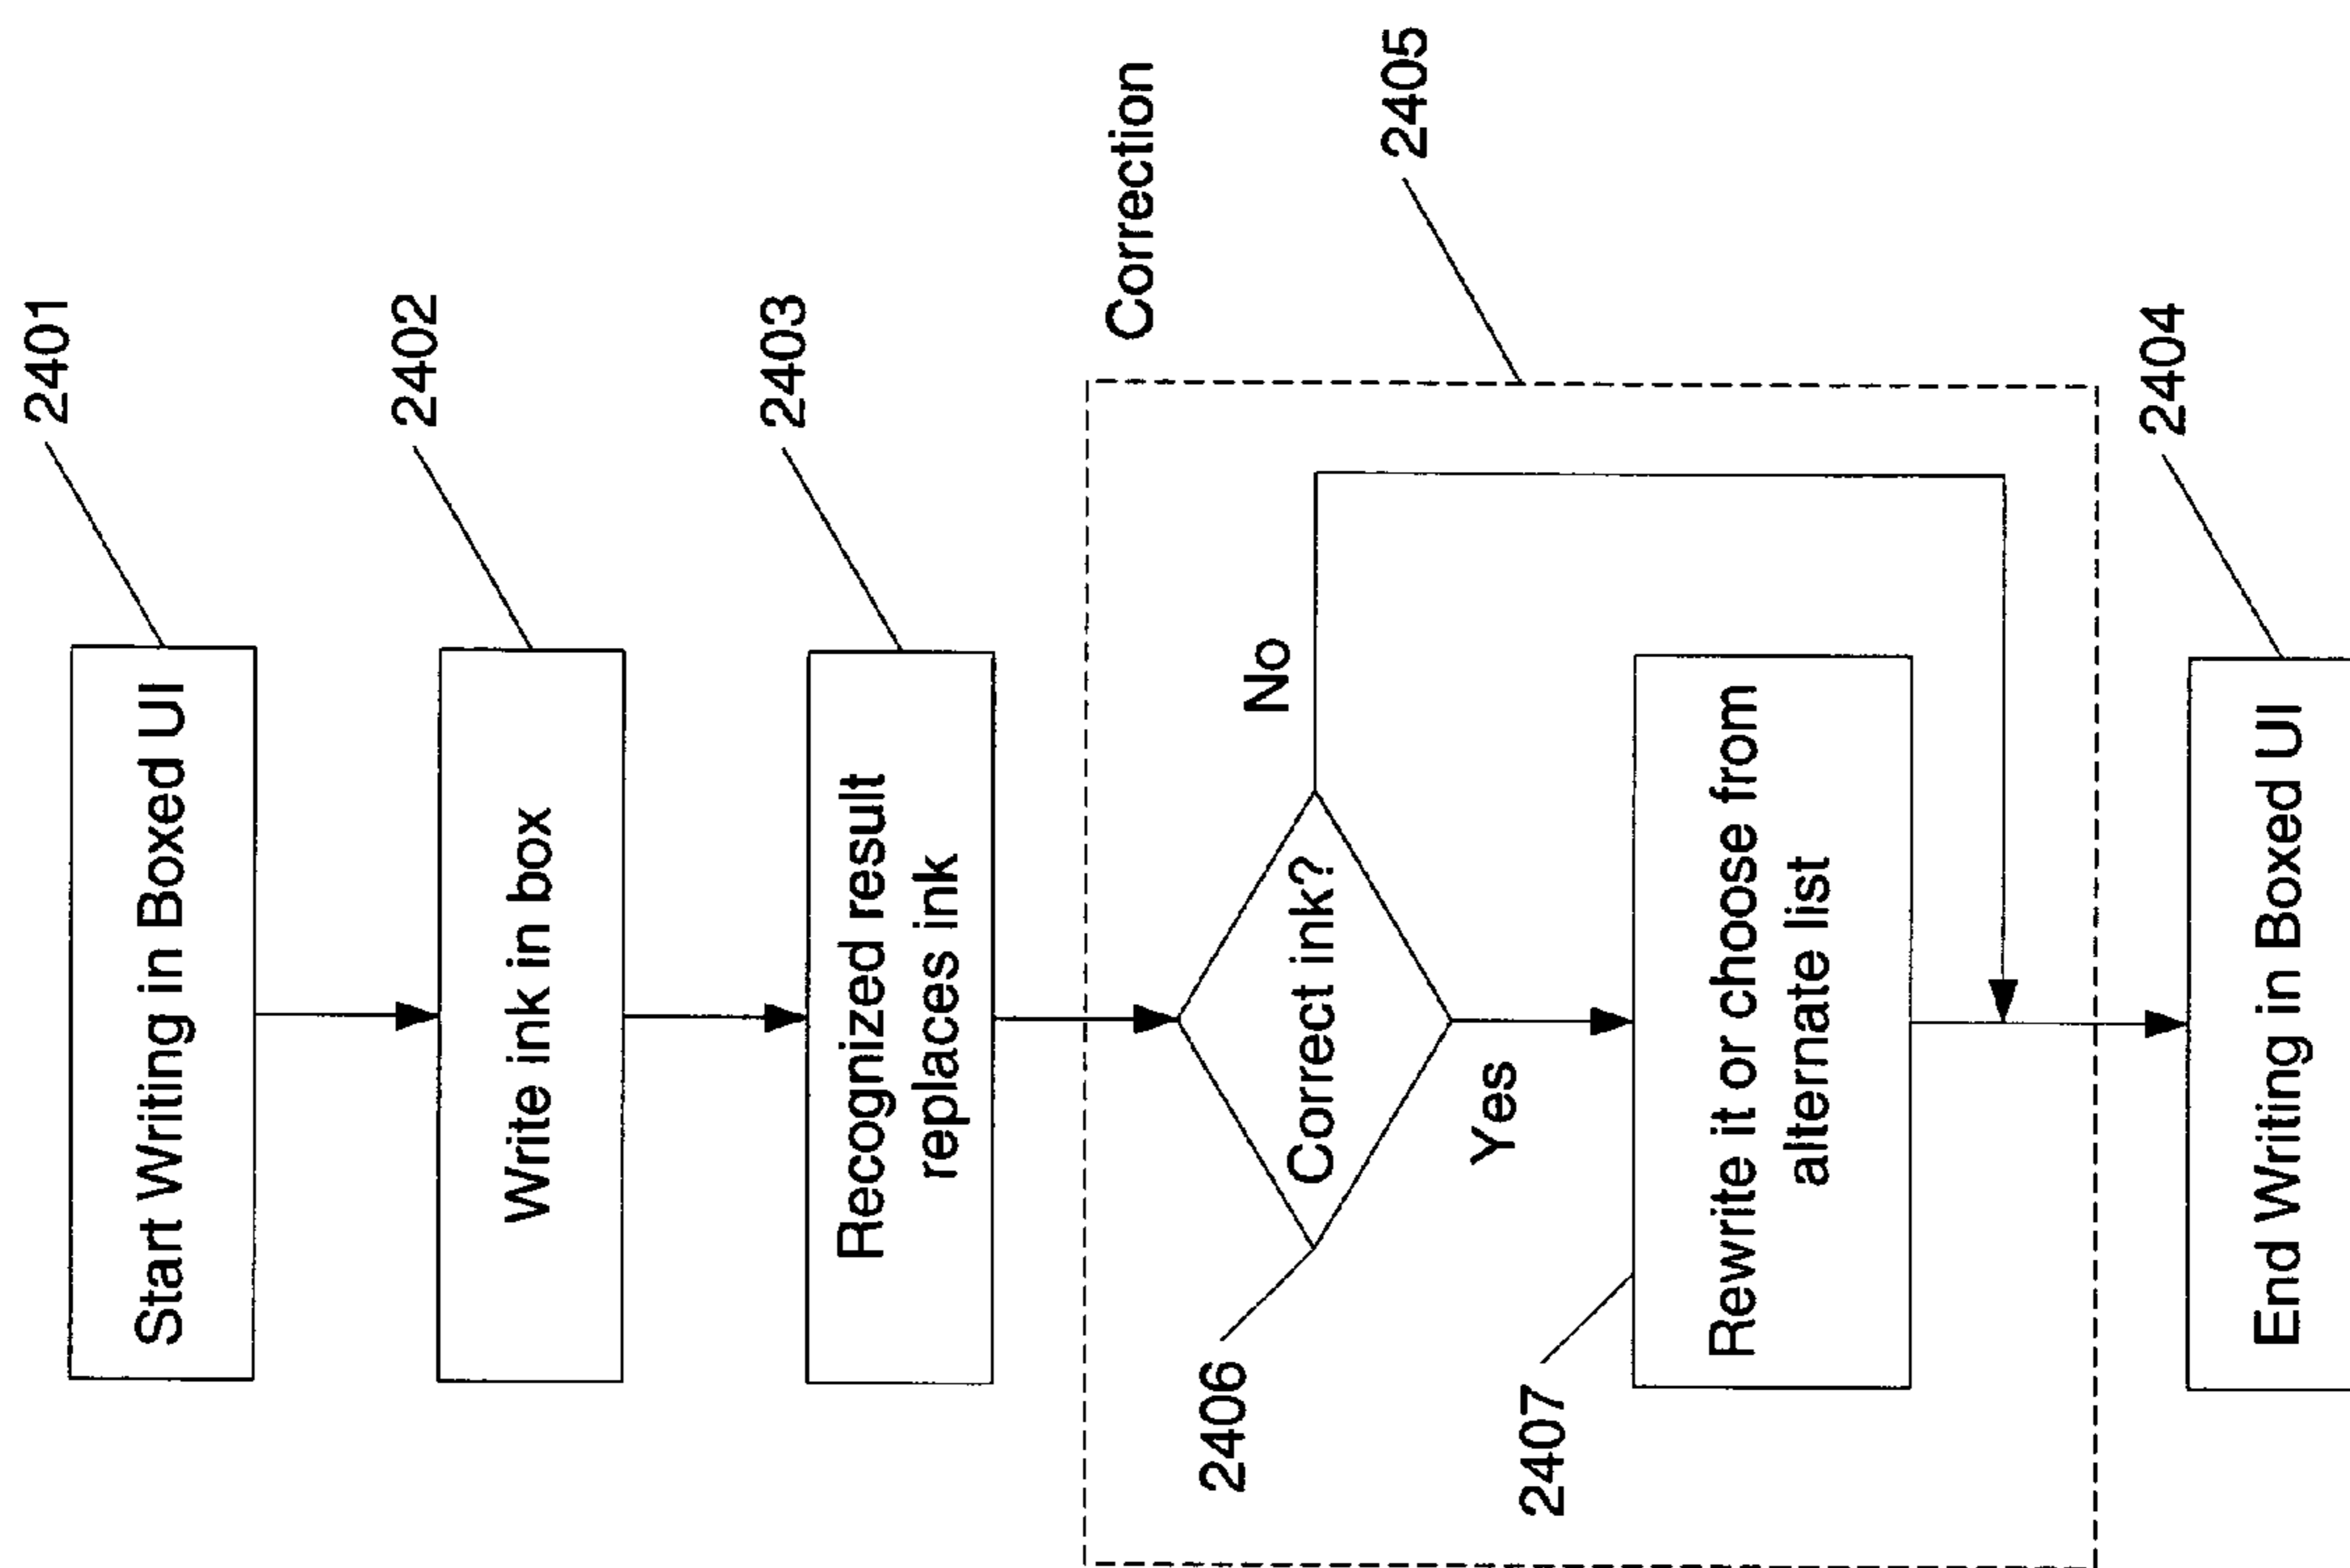 2401
Start Writing in Boxed UI
2402
Write ink in box
2403
Recognized result
replaces ink
Correction
2405
2406
Correct ink?
No
Yes
2407
Rewrite it or choose from
alternate list
2404
End Writing in Boxed UI